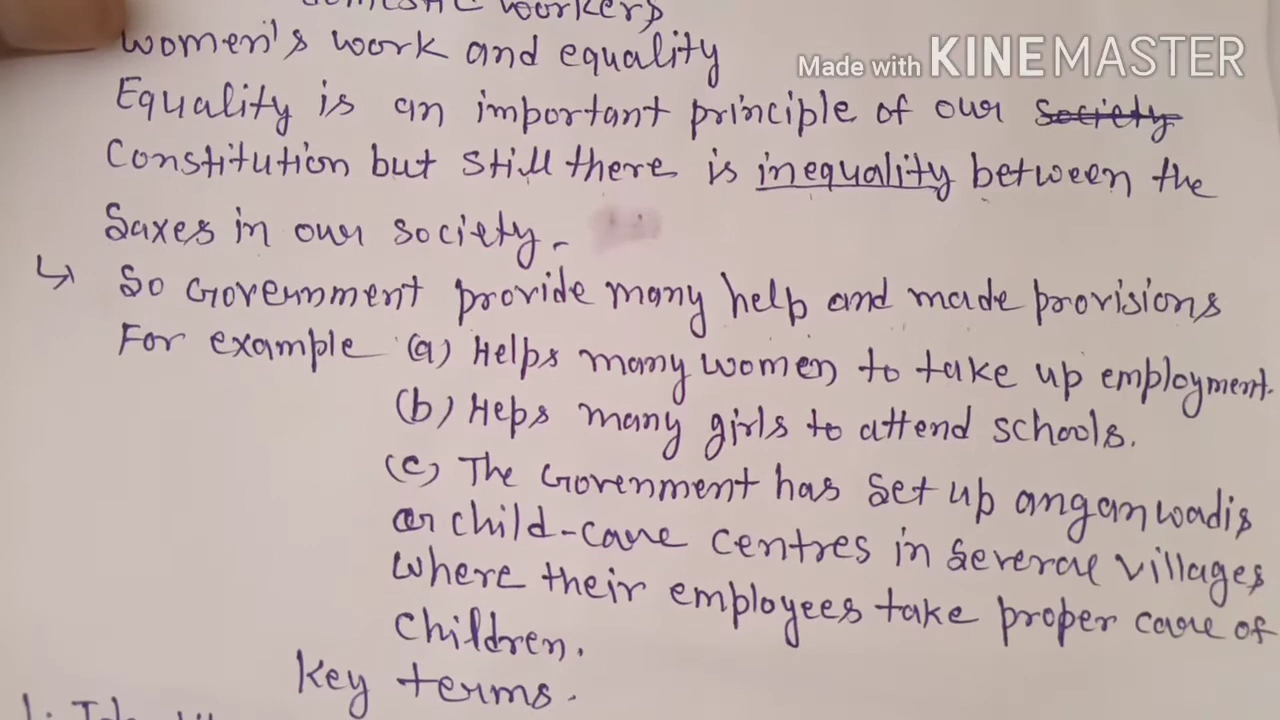 domestic workers
Made with KINEMASTER
women's work and equality
Equality is an important principle of our society
Constitution but still there is inequality between the
Saxes in our society.
↳ So Government provide many help and made provisions
For example (a) Helps many women to take up employment.
(b) Heps many girls to attend schools.
(c) The Govenment has set up anganwadis
or child-care centres in several villages
where their employees take proper care of
children.
Key terms.